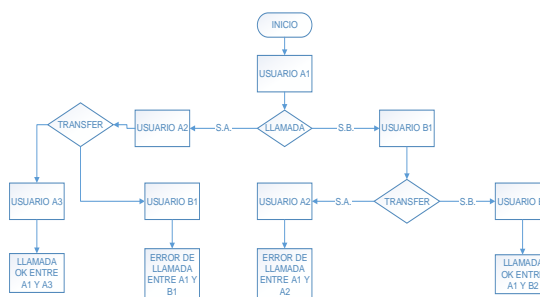 INICIO
USUARIO A1
TRANSFER
USUARIO A2
S.A.
LLAMADA
S.B.
USUARIO B1
USUARIO A3
USUARIO B1
USUARIO A2
S.A.
TRANSFER
S.B.
USUARIO
LLAMADA
OK ENTRE
A1 Y A3
ERROR DE
LLAMADA
ENTRE A1 Y
B1
ERROR DE
LLAMADA
ENTRE A1 Y
A2
LLAMADA
OK ENTRE
A1 Y B2